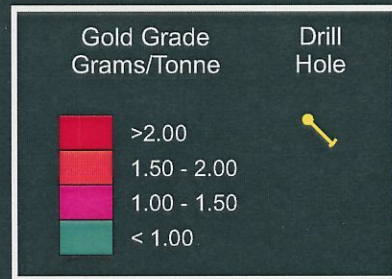 Gold Grade
Grams/Tonne
Drill
Hole
>2.00
1.50 - 2.00
1.00 - 1.50
< 1.00